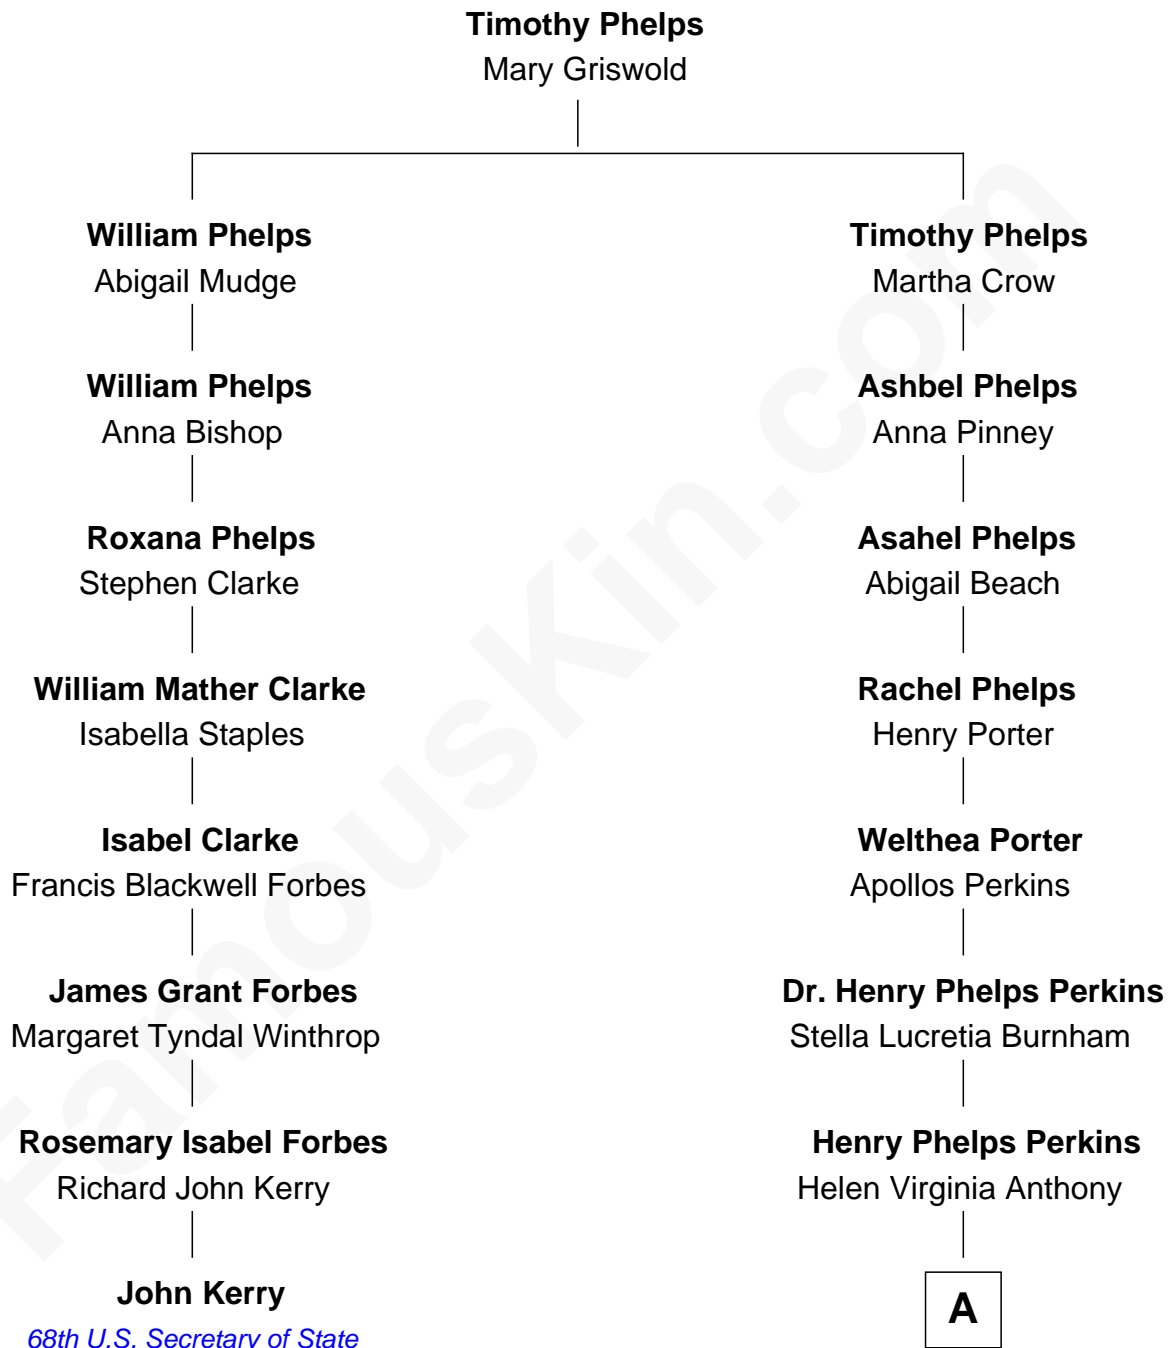 Timothy Phelps
Mary Griswold
William Phelps
Abigail Mudge
Timothy Phelps
Martha Crow
William Phelps
Anna Bishop
Ashbel Phelps
Anna Pinney
Roxana Phelps
Stephen Clarke
Asahel Phelps
Abigail Beach
William Mather Clarke
Isabella Staples
Rachel Phelps
Henry Porter
Isabel Clarke
Francis Blackwell Forbes
Welthea Porter
Apollos Perkins
James Grant Forbes
Margaret Tyndal Winthrop
Dr. Henry Phelps Perkins
Stella Lucretia Burnham
Rosemary Isabel Forbes
Richard John Kerry
Henry Phelps Perkins
Helen Virginia Anthony
John Kerry
68th U.S. Secretary of State
A
FamousKin.com